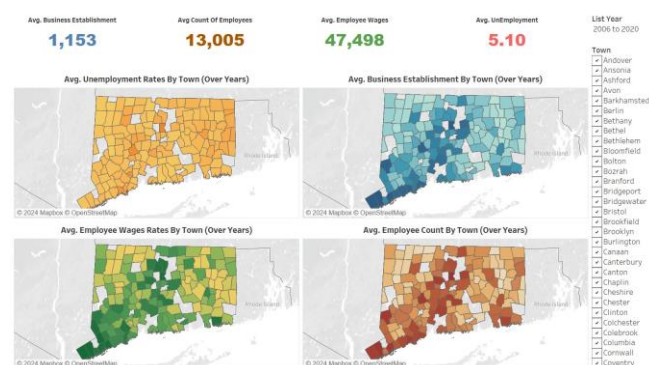 Avg. Business Establishment
1,153
Avg Count Of Employees
13,005
Avg. Employee Wages
47,498
Avg. UnEmployment
5.10
List Year
2006 to 2020
Town
Andover
Ansonia
Ashford
Avon
Barkhamsted
Berlin
Bethany
Bethel
Bethlehem
Bloomfield
Bolton
Bozrah
Branford
Bridgeport
Bridgewater
Bristol
Brookfield
Brooklyn
Burlington
Canaan
Canterbury
Canton
Chaplin
Cheshire
Chester
Clinton
Colchester
Colebrook
Columbia
Cornwall
Coventry
Avg. Unemployment Rates By Town (Over Years)
Rhode Island
© 2024 Mapbox © OpenStreetMap
Avg. Business Establishment By Town (Over Years)
Rhode Island
© 2024 Mapbox © OpenStreetMap
Avg. Employee Wages Rates By Town (Over Years)
Rhode Island
© 2024 Mapbox © OpenStreetMap
Avg. Employee Count By Town (Over Years)
Rhode Island
© 2024 Mapbox © OpenStreetMap